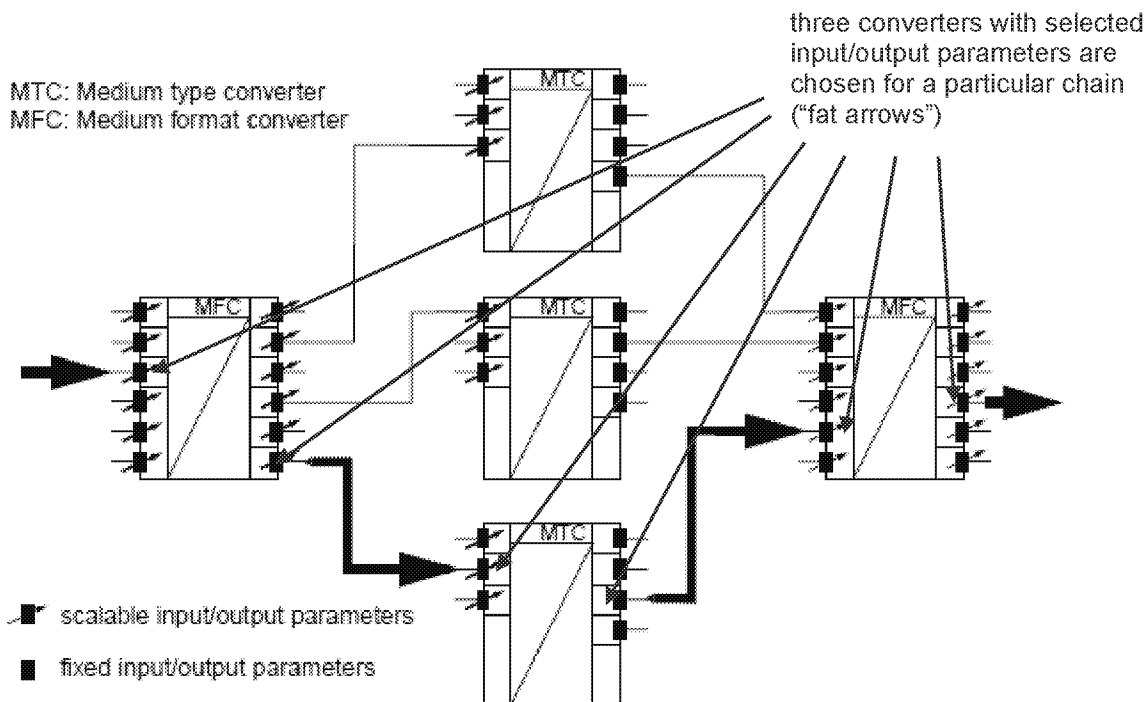 three converters with selected
input/output parameters are
chosen for a particular chain
("fat arrows")
MTC: Medium type converter
MFC: Medium format converter
MTC
MFC
MTC
MFC
MTC
scalable input/output parameters
fixed input/output parameters